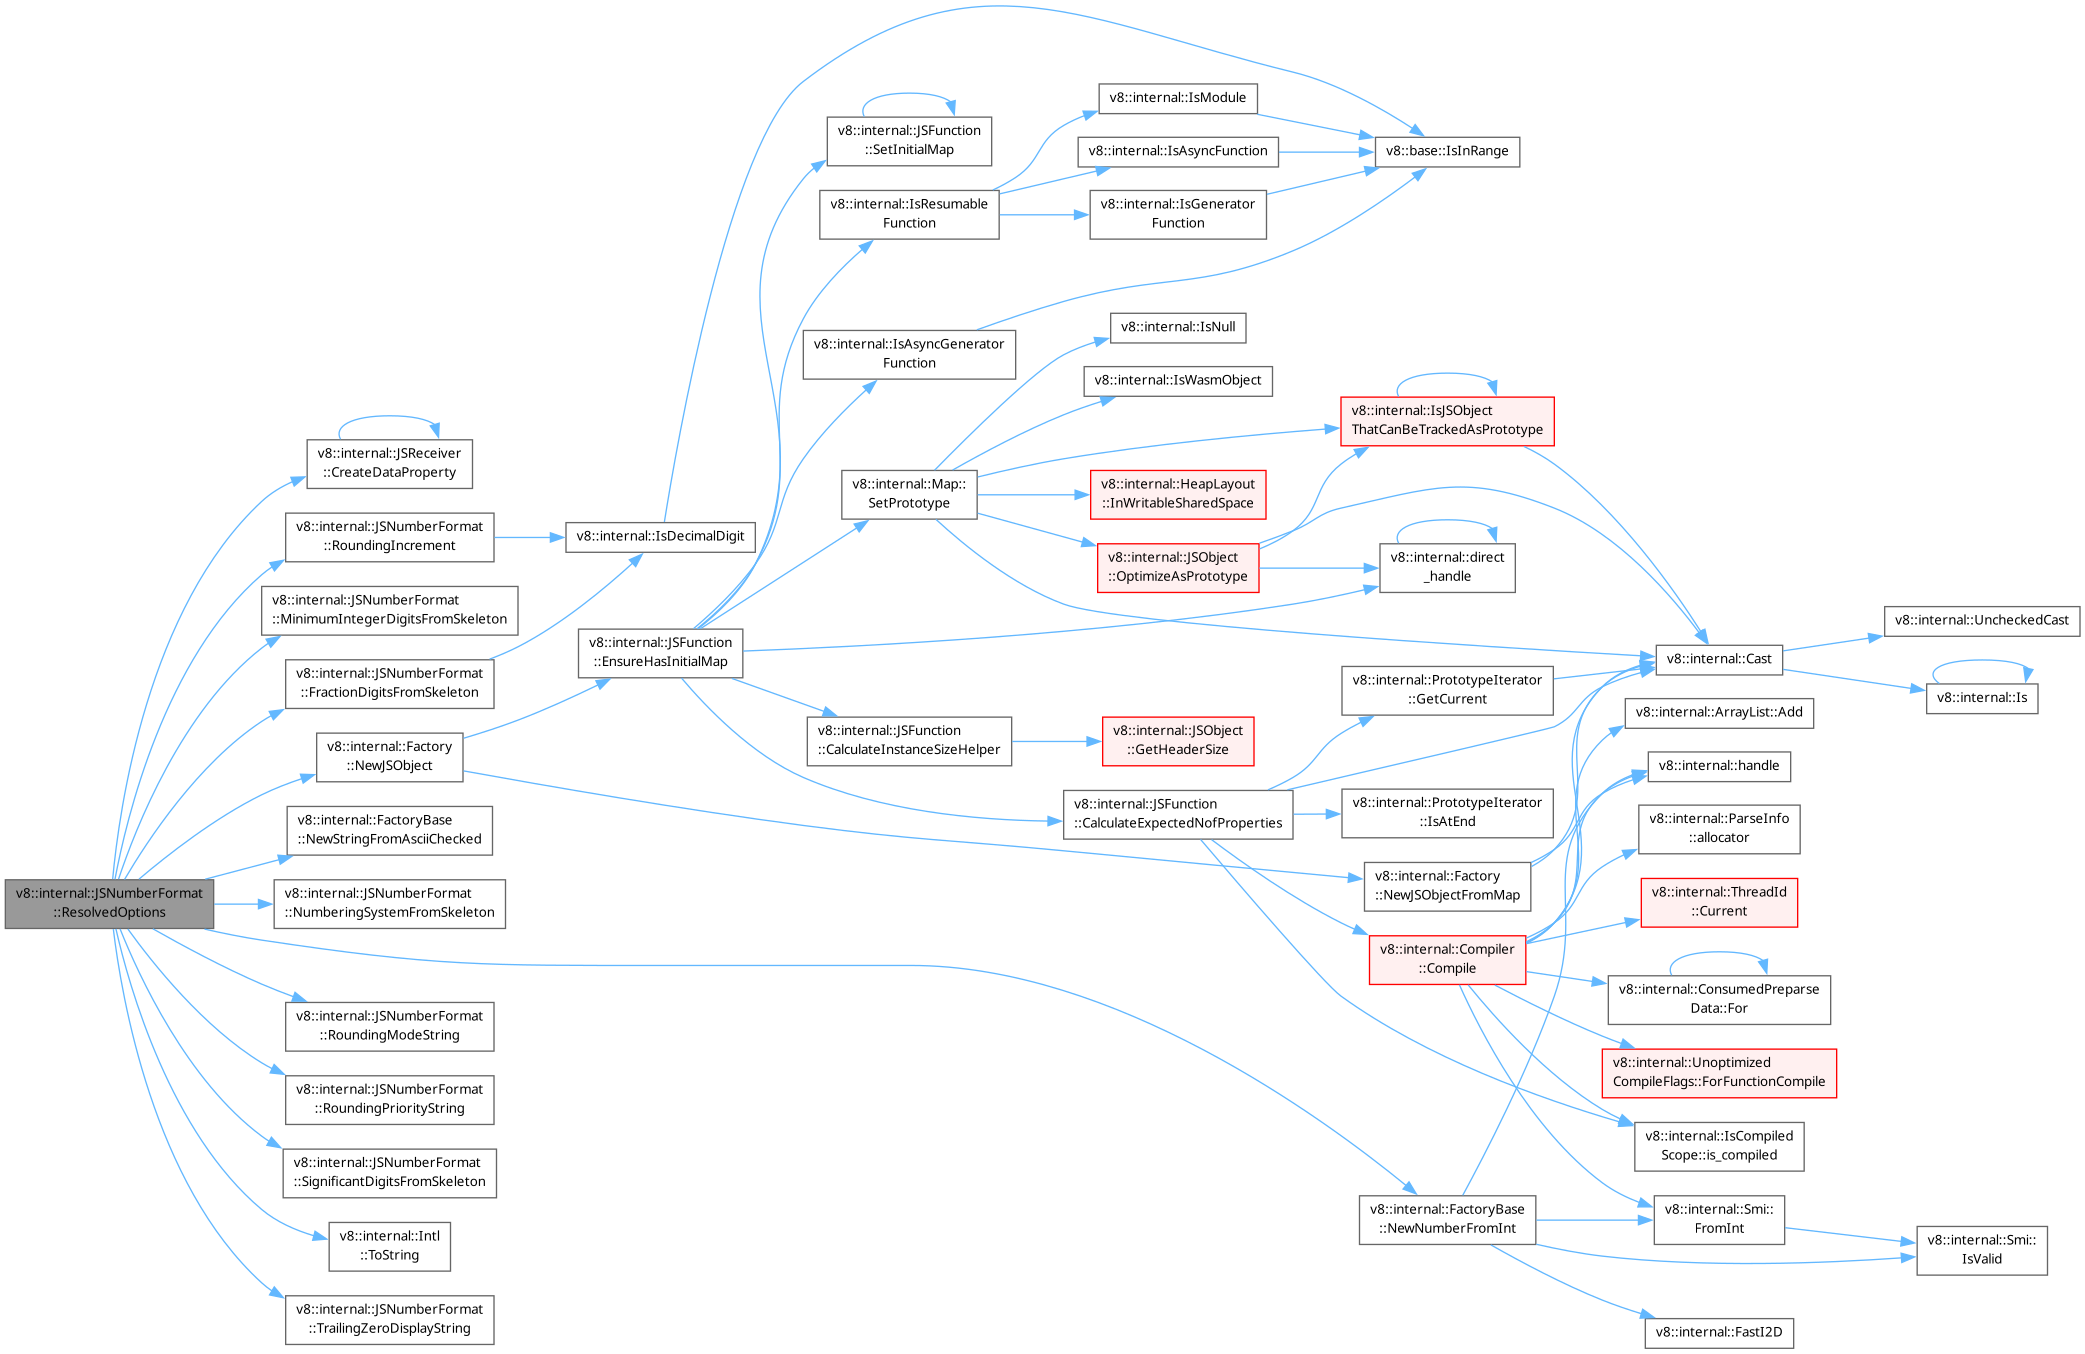 v8::internal::IsModule
v8::internal::JSFunction
::SetInitialMap
v8::internal::IsAsyncFunction
v8::base::IsInRange
v8::internal::IsResumable
Function
v8::internal::IsGenerator
Function
v8::internal::IsNull
v8::internal::IsAsyncGenerator
Function
v8::internal::IsWasmObject
v8::internal::IsJSObject
ThatCanBeTrackedAsPrototype
v8::internal::JSReceiver
::CreateDataProperty
v8::internal::Map::
SetPrototype
v8::internal::HeapLayout
::InWritableSharedSpace
v8::internal::JSNumberFormat
::RoundingIncrement
v8::internal::IsDecimalDigit
v8::internal::JSObject
::OptimizeAsPrototype
v8::internal::direct
_handle
v8::internal::JSNumberFormat
::MinimumIntegerDigitsFromSkeleton
v8::internal::UncheckedCast
v8::internal::JSFunction
::EnsureHasInitialMap
v8::internal::Cast
v8::internal::JSNumberFormat
::FractionDigitsFromSkeleton
v8::internal::PrototypeIterator
::GetCurrent
v8::internal::Is
v8::internal::ArrayList::Add
v8::internal::Factory
::NewJSObject
v8::internal::JSFunction
::CalculateInstanceSizeHelper
v8::internal::JSObject
::GetHeaderSize
v8::internal::handle
v8::internal::JSFunction
::CalculateExpectedNofProperties
v8::internal::PrototypeIterator
::IsAtEnd
v8::internal::FactoryBase
::NewStringFromAsciiChecked
v8::internal::ParseInfo
::allocator
v8::internal::Factory
::NewJSObjectFromMap
v8::internal::JSNumberFormat
::ResolvedOptions
v8::internal::JSNumberFormat
::NumberingSystemFromSkeleton
v8::internal::ThreadId
::Current
v8::internal::Compiler
::Compile
v8::internal::ConsumedPreparse
Data::For
v8::internal::JSNumberFormat
::RoundingModeString
v8::internal::Unoptimized
CompileFlags::ForFunctionCompile
v8::internal::JSNumberFormat
::RoundingPriorityString
v8::internal::IsCompiled
Scope::is_compiled
v8::internal::JSNumberFormat
::SignificantDigitsFromSkeleton
v8::internal::FactoryBase
::NewNumberFromInt
v8::internal::Smi::
FromInt
v8::internal::Intl
::ToString
v8::internal::Smi::
IsValid
v8::internal::JSNumberFormat
::TrailingZeroDisplayString
v8::internal::FastI2D